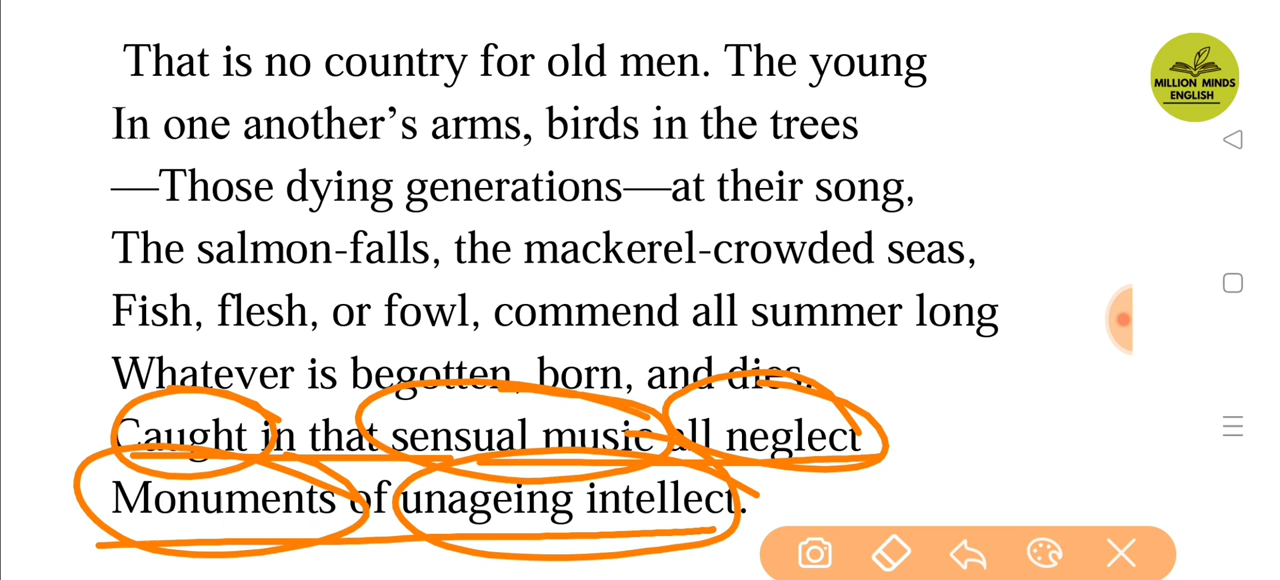 That is no country for old men. The young
In one another's arms, birds in the trees
—Those dying generations—at their song,
The salmon-falls, the mackerel-crowded seas,
Fish, flesh, or fowl, commend all summer long
Whatever is begotten, born, and dies.
Caught in that sensual music all neglect
Monuments of unageing intellect.
MILLION MINDS
ENGLISH